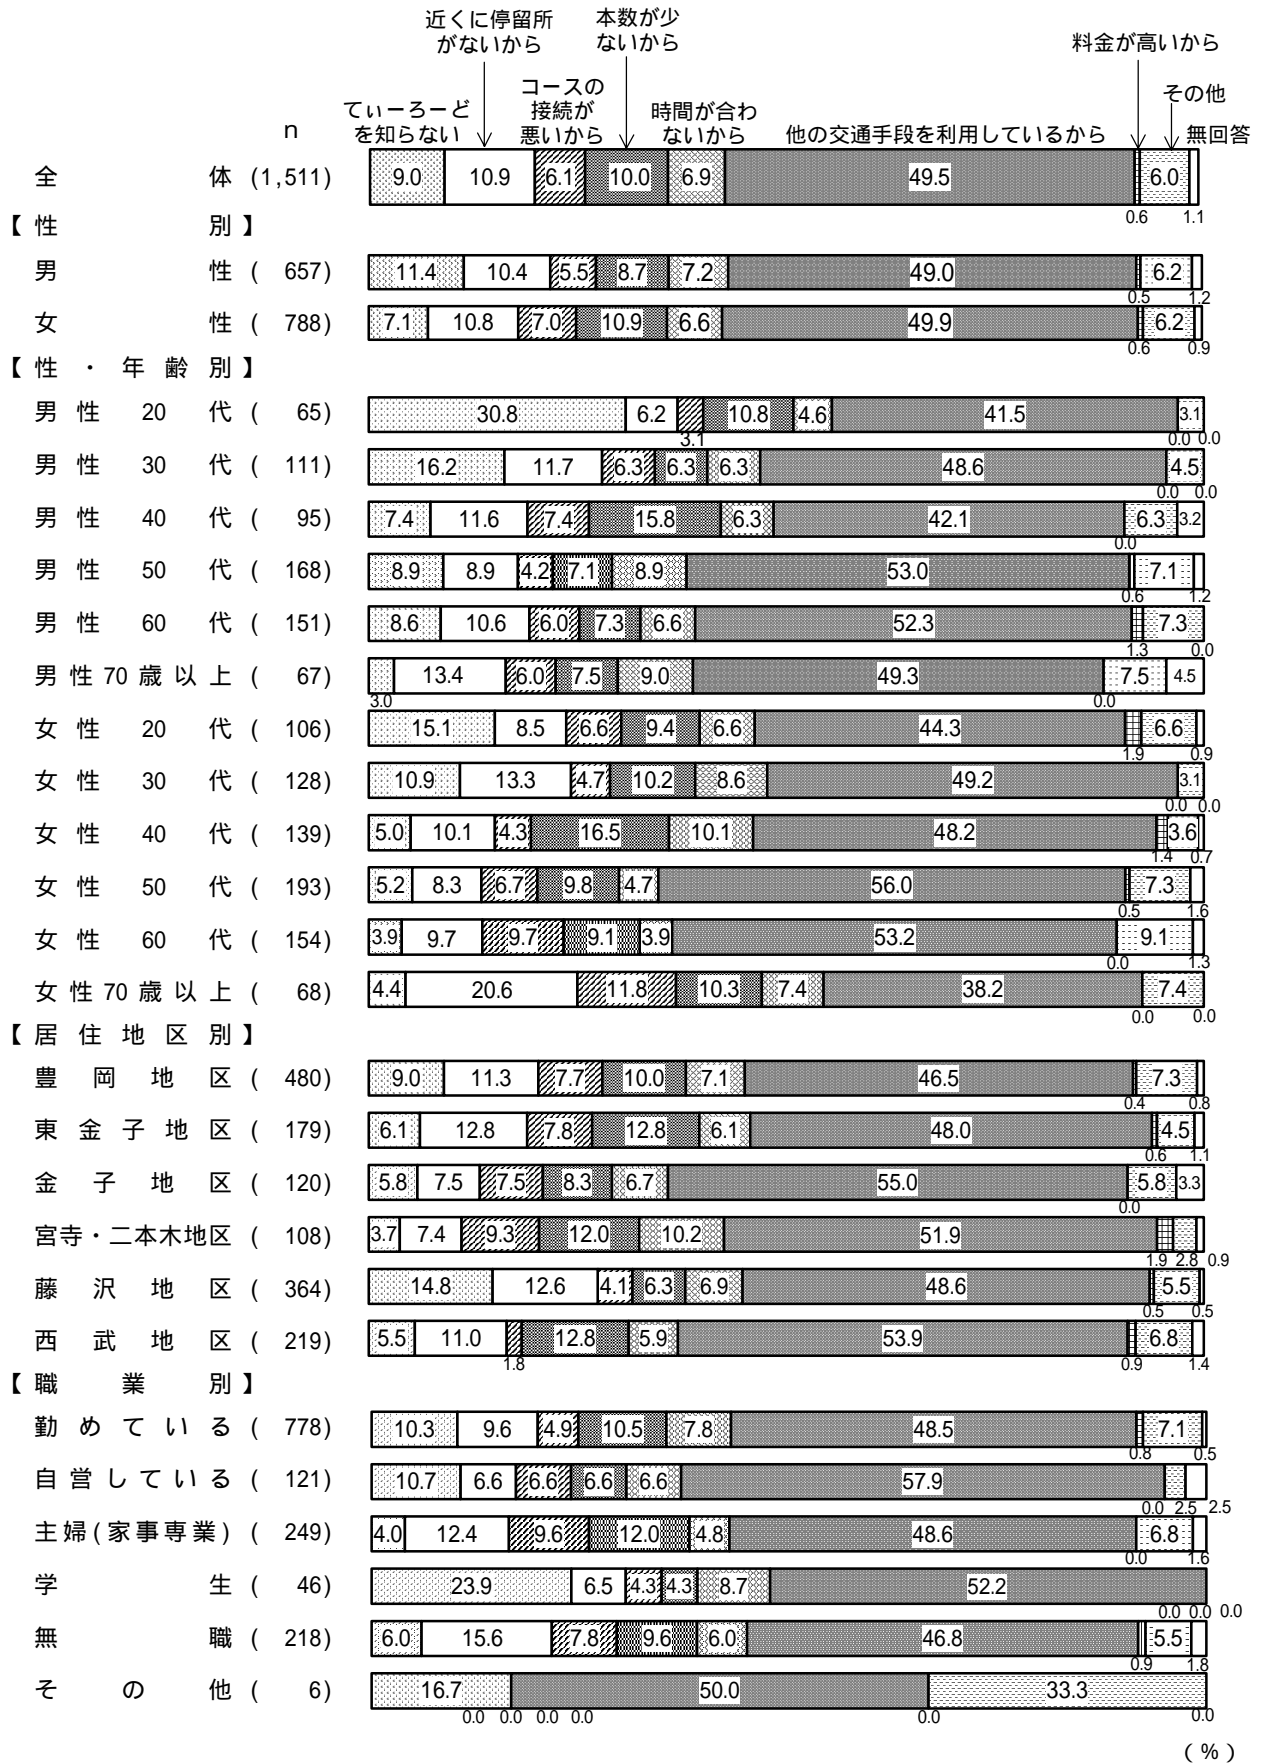 近くに停留所
がないから
本数が少
ないから
料金が高いから
てぃーろーど
を知らない
コースの
接続が
悪いから
時間が合わ
ないから
他の交通手段を利用しているから
その他
無回答
n
全体 (1,511) 9.0 10.9 6.1 10.0 6.9 49.5 6.0
0.6 1.1
【性別】
男性 ( 657) 11.4 10.4 5.5 8.7 7.2 49.0 6.2
0.5 1.2
女性 ( 788) 7.1 10.8 7.0 10.9 6.6 49.9 6.2
0.6 0.9
【性・年齢別】
男性 20代 ( 65) 30.8 6.2 10.8 4.6 41.5 3.1
3.1 0.0 0.0
男性 30代 ( 111) 16.2 11.7 6.3 6.3 6.3 48.6 4.5
0.0 0.0
男性 40代 ( 95) 7.4 11.6 7.4 15.8 6.3 42.1 6.3 3.2
0.0
男性 50代 ( 168) 8.9 8.9 4.2 7.1 8.9 53.0 7.1
0.6 1.2
男性 60代 ( 151) 8.6 10.6 6.0 7.3 6.6 52.3 7.3
1.3 0.0
男性70歳以上 ( 67) 13.4 6.0 7.5 9.0 49.3 7.5 4.5
3.0 0.0
女性 20代 ( 106) 15.1 8.5 6.6 9.4 6.6 44.3 6.6
1.9 0.9
女性 30代 ( 128) 10.9 13.3 4.7 10.2 8.6 49.2 3.1
0.0 0.0
女性 40代 ( 139) 5.0 10.1 4.3 16.5 10.1 48.2 3.6
1.4 0.7
女性 50代 ( 193) 5.2 8.3 6.7 9.8 4.7 56.0 7.3
0.5 1.6
女性 60代 ( 154) 3.9 9.7 9.7 9.1 3.9 53.2 9.1
0.0 1.3
女性70歳以上 ( 68) 4.4 20.6 11.8 10.3 7.4 38.2 7.4
0.0 0.0
【居住地区別】
豊岡地区 ( 480) 9.0 11.3 7.7 10.0 7.1 46.5 7.3
0.4 0.8
東金子地区 ( 179) 6.1 12.8 7.8 12.8 6.1 48.0 4.5
0.6 1.1
金子地区 ( 120) 5.8 7.5 7.5 8.3 6.7 55.0 5.8 3.3
0.0
宮寺・二本木地区 ( 108) 3.7 7.4 9.3 12.0 10.2 51.9
1.9 2.8 0.9
藤沢地区 ( 364) 14.8 12.6 4.1 6.3 6.9 48.6 5.5
0.5 0.5
西武地区 ( 219) 5.5 11.0 12.8 5.9 53.9 6.8
1.8 0.9 1.4
【職業別】
勤めている ( 778) 10.3 9.6 4.9 10.5 7.8 48.5 7.1
0.8 0.5
自営している ( 121) 10.7 6.6 6.6 6.6 6.6 57.9
0.0 2.5 2.5
主婦(家事専業) ( 249) 4.0 12.4 9.6 12.0 4.8 48.6 6.8
0.0 1.6
学生 ( 46) 23.9 6.5 4.3 4.3 8.7 52.2
0.0 0.0 0.0
無職 ( 218) 6.0 15.6 7.8 9.6 6.0 46.8 5.5
0.9 1.8
その他 ( 6) 16.7 50.0 33.3
0.0 0.0 0.0 0.0 0.0 0.0
(%)